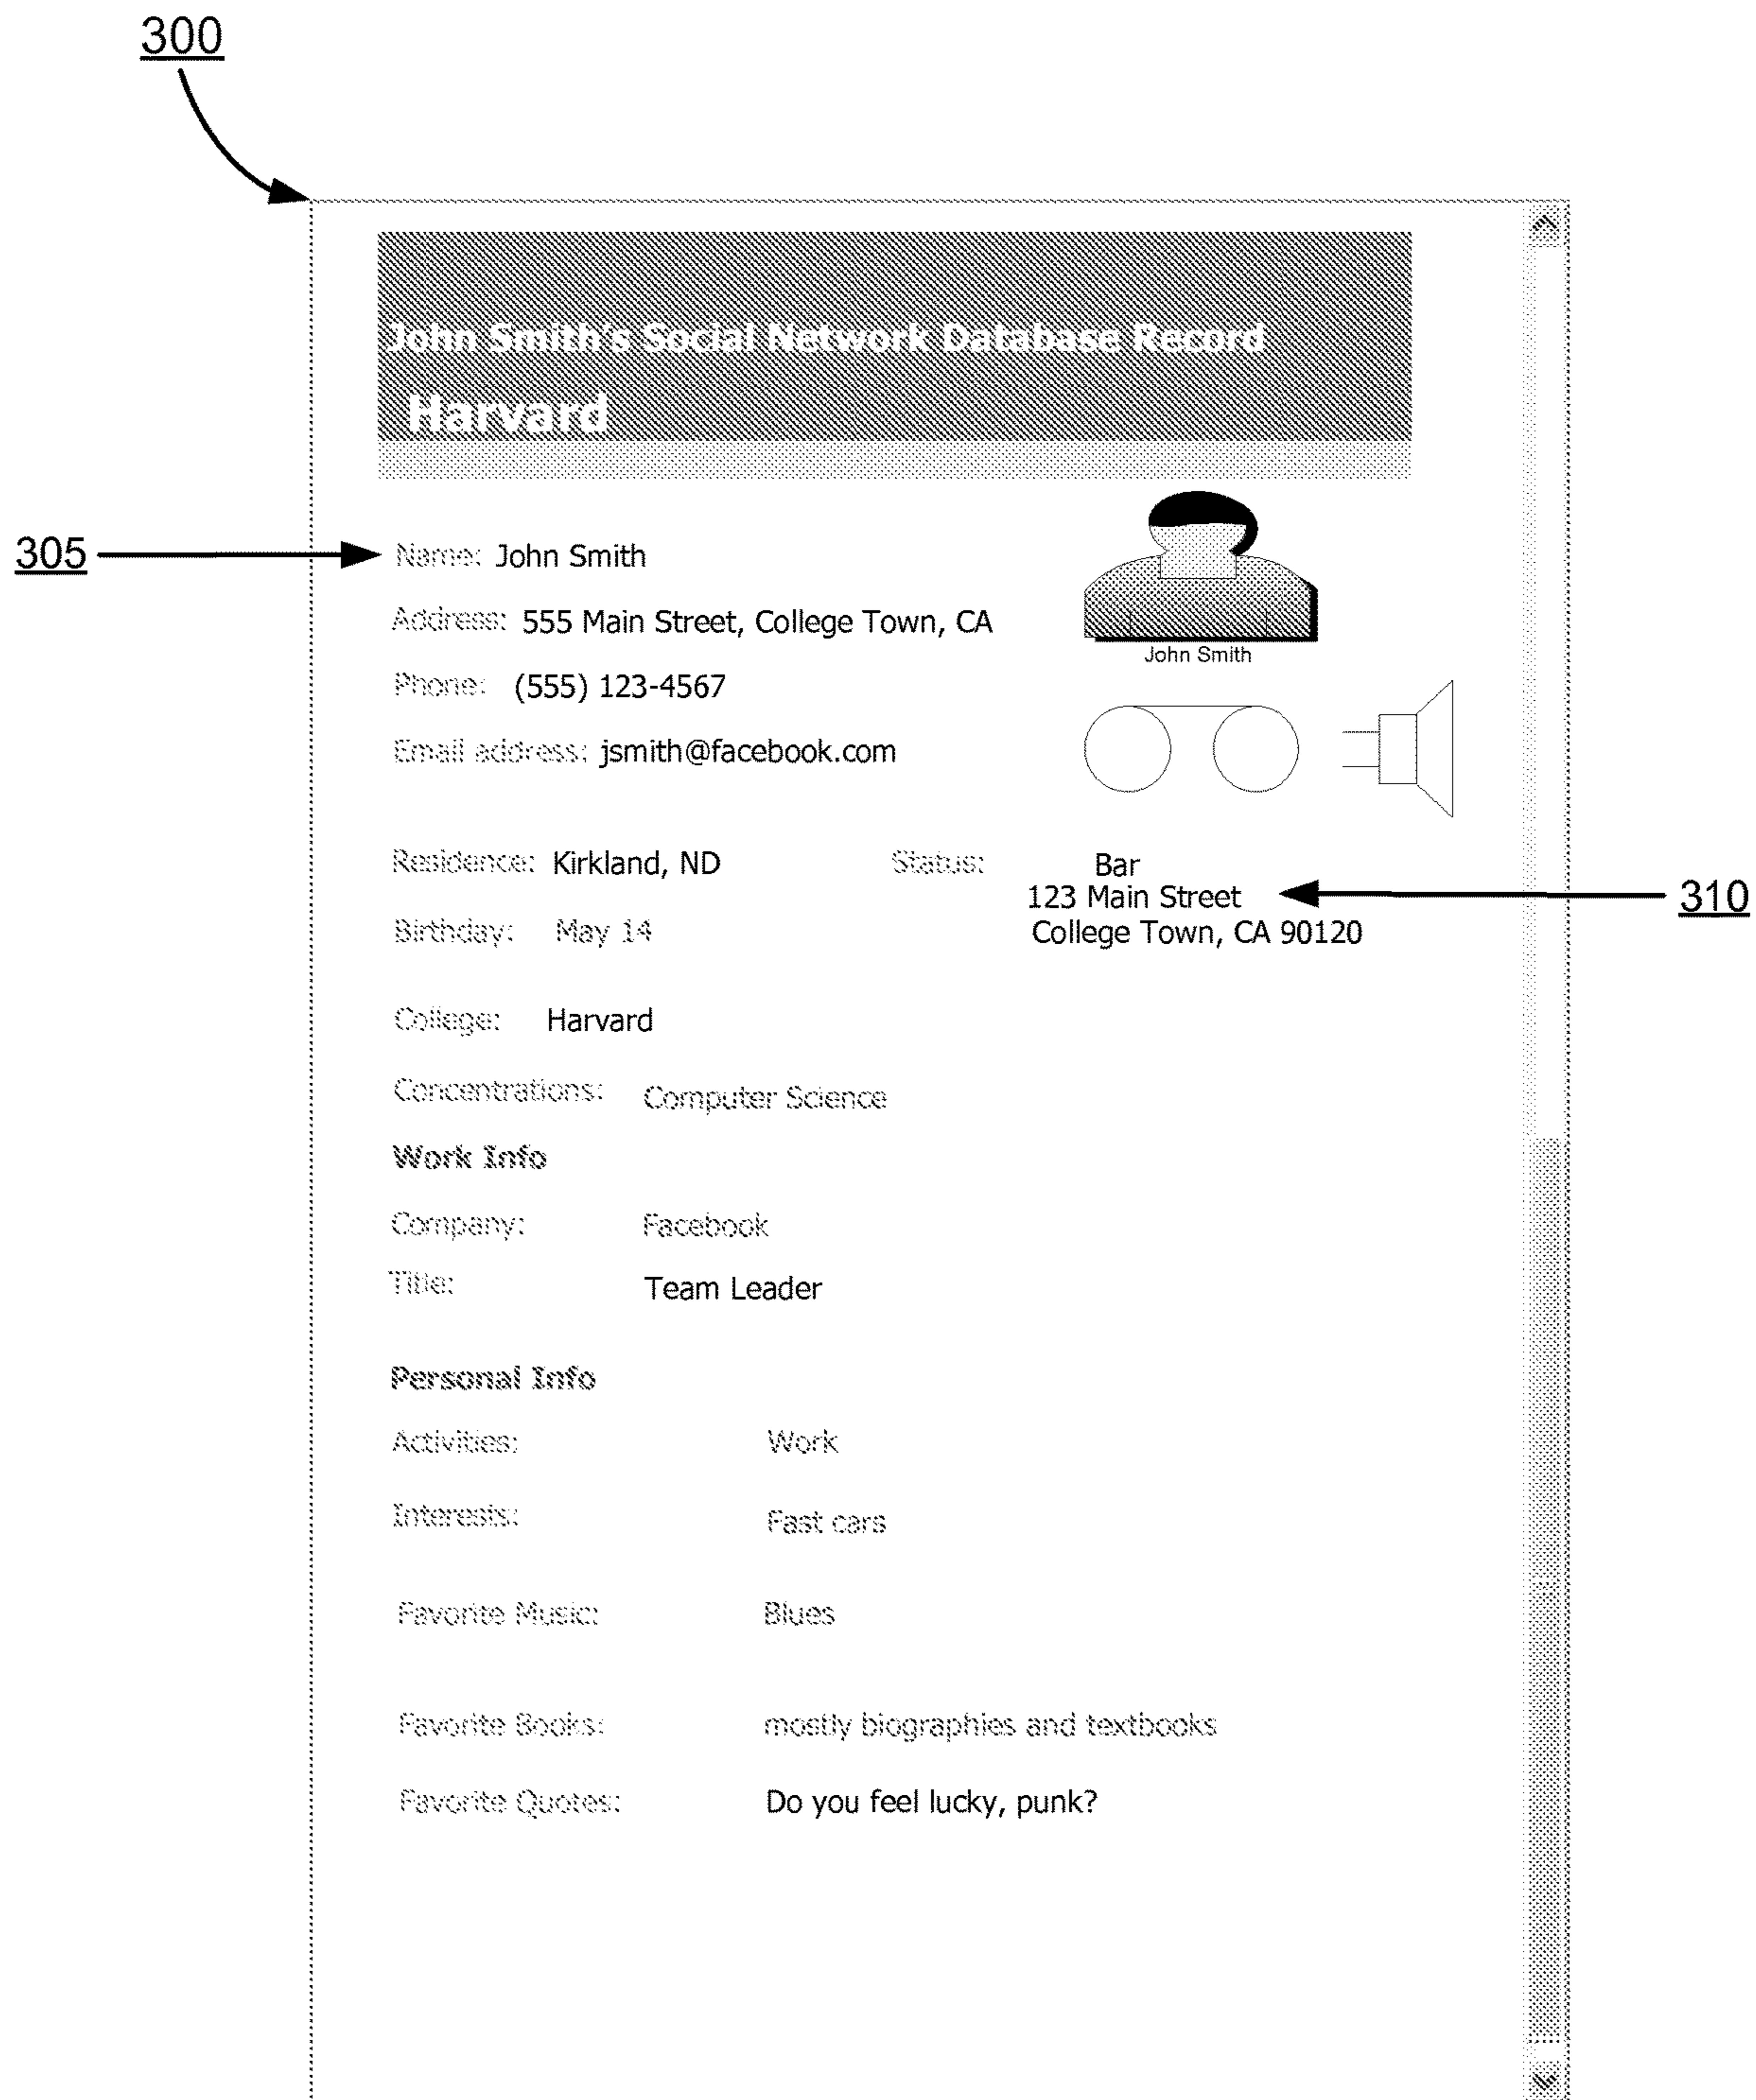 300
John Smith's Social Network Database Record
Harvard
305
Name: John Smith
Address: 555 Main Street, College Town, CA
John Smith
Phone: (555) 123-4567
Email address: jsmith@facebook.com
Residence: Kirkland, ND
Status: Bar
123 Main Street
College Town, CA 90120
310
Birthday: May 14
College: Harvard
Concentrations: Computer Science
Work Info
Company: Facebook
Title: Team Leader
Personal Info
Activities: Work
Interests: Fast cars
Favorite Music: Blues
Favorite Books: mostly biographies and textbooks
Favorite Quotes: Do you feel lucky, punk?